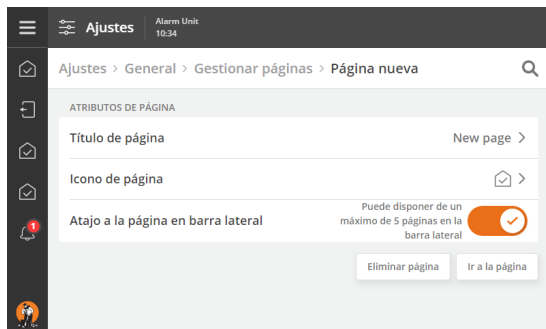 Ajustes
Alarm Unit
10:34
Ajustes > General > Gestionar páginas > Página nueva
ATRIBUTOS DE PÁGINA
Título de página
New page >
Icono de página
>
Atajo a la página en barra lateral
Puede disponer de un
máximo de 5 páginas en la
barra lateral
1
Eliminar página
Ir a la página